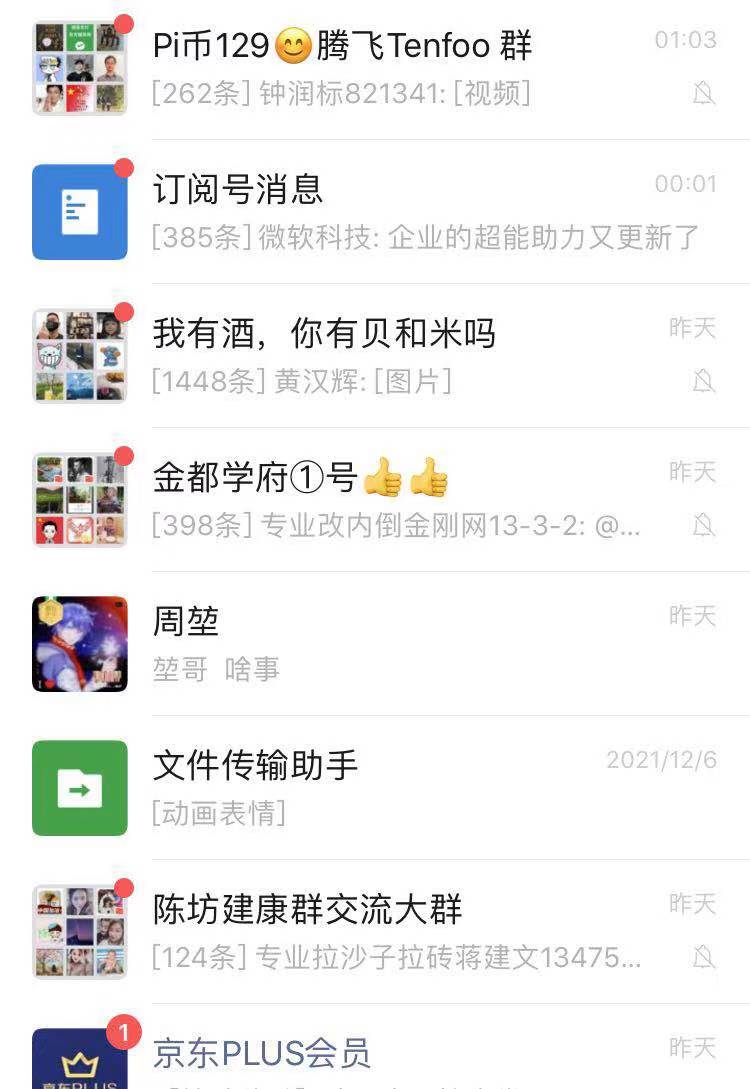 Pi币129😊腾飞Tenfoo 群
01:03
[262条] 钟润标821341: [视频]
订阅号消息
00:01
[385条] 微软科技: 企业的超能助力又更新了
我有酒，你有贝和米吗
昨天
[1448条] 黄汉辉: [图片]
金都学府①号👍👍
昨天
[398条] 专业改内倒金刚网13-3-2: @...
周堃
昨天
堃哥 啥事
文件传输助手
2021/12/6
[动画表情]
陈坊建康群交流大群
昨天
[124条] 专业拉沙子拉砖蒋建文13475...
1
京东PLUS会员
昨天
京东PLUS